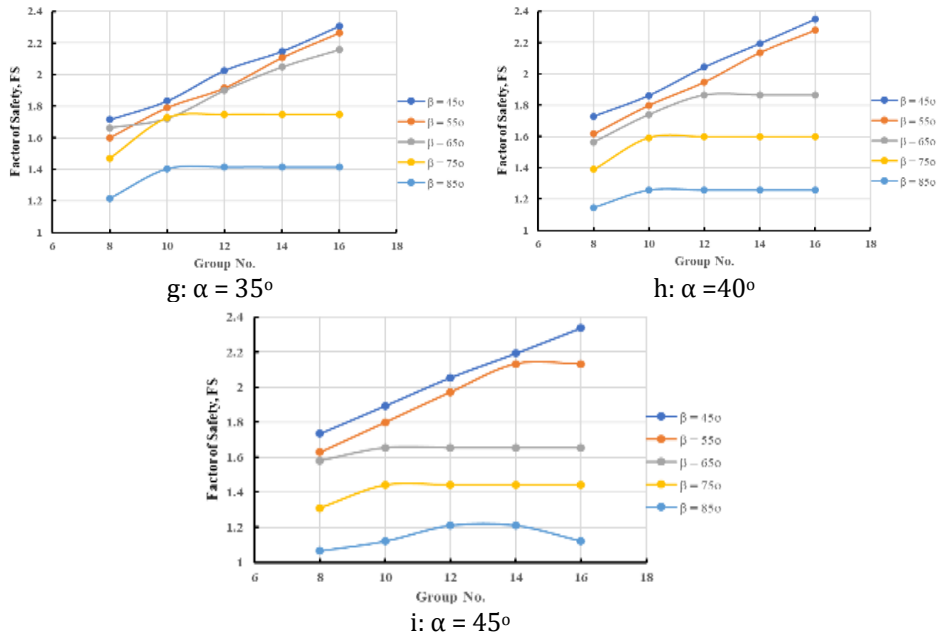 2.4
2.2
2
1.8
1.6
1.4
1.2
1
6 8 10 12 14 16 18
Factor of Safety, FS
Group No.
β = 45o
β = 55o
β – 65o
β = 75o
β = 85o
g: α = 35o
2.4
2.2
2
1.8
1.6
1.4
1.2
1
6 8 10 12 14 16 18
Factor of Safety, FS
Group No.
β = 45o
β = 55o
β – 65o
β = 75o
β = 85o
h: α =40o
2.4
2.2
2
1.8
1.6
1.4
1.2
1
6 8 10 12 14 16 18
Factor of Safety, FS
Group No.
β = 45o
β = 55o
β – 65o
β = 75o
β = 85o
i: α = 45o